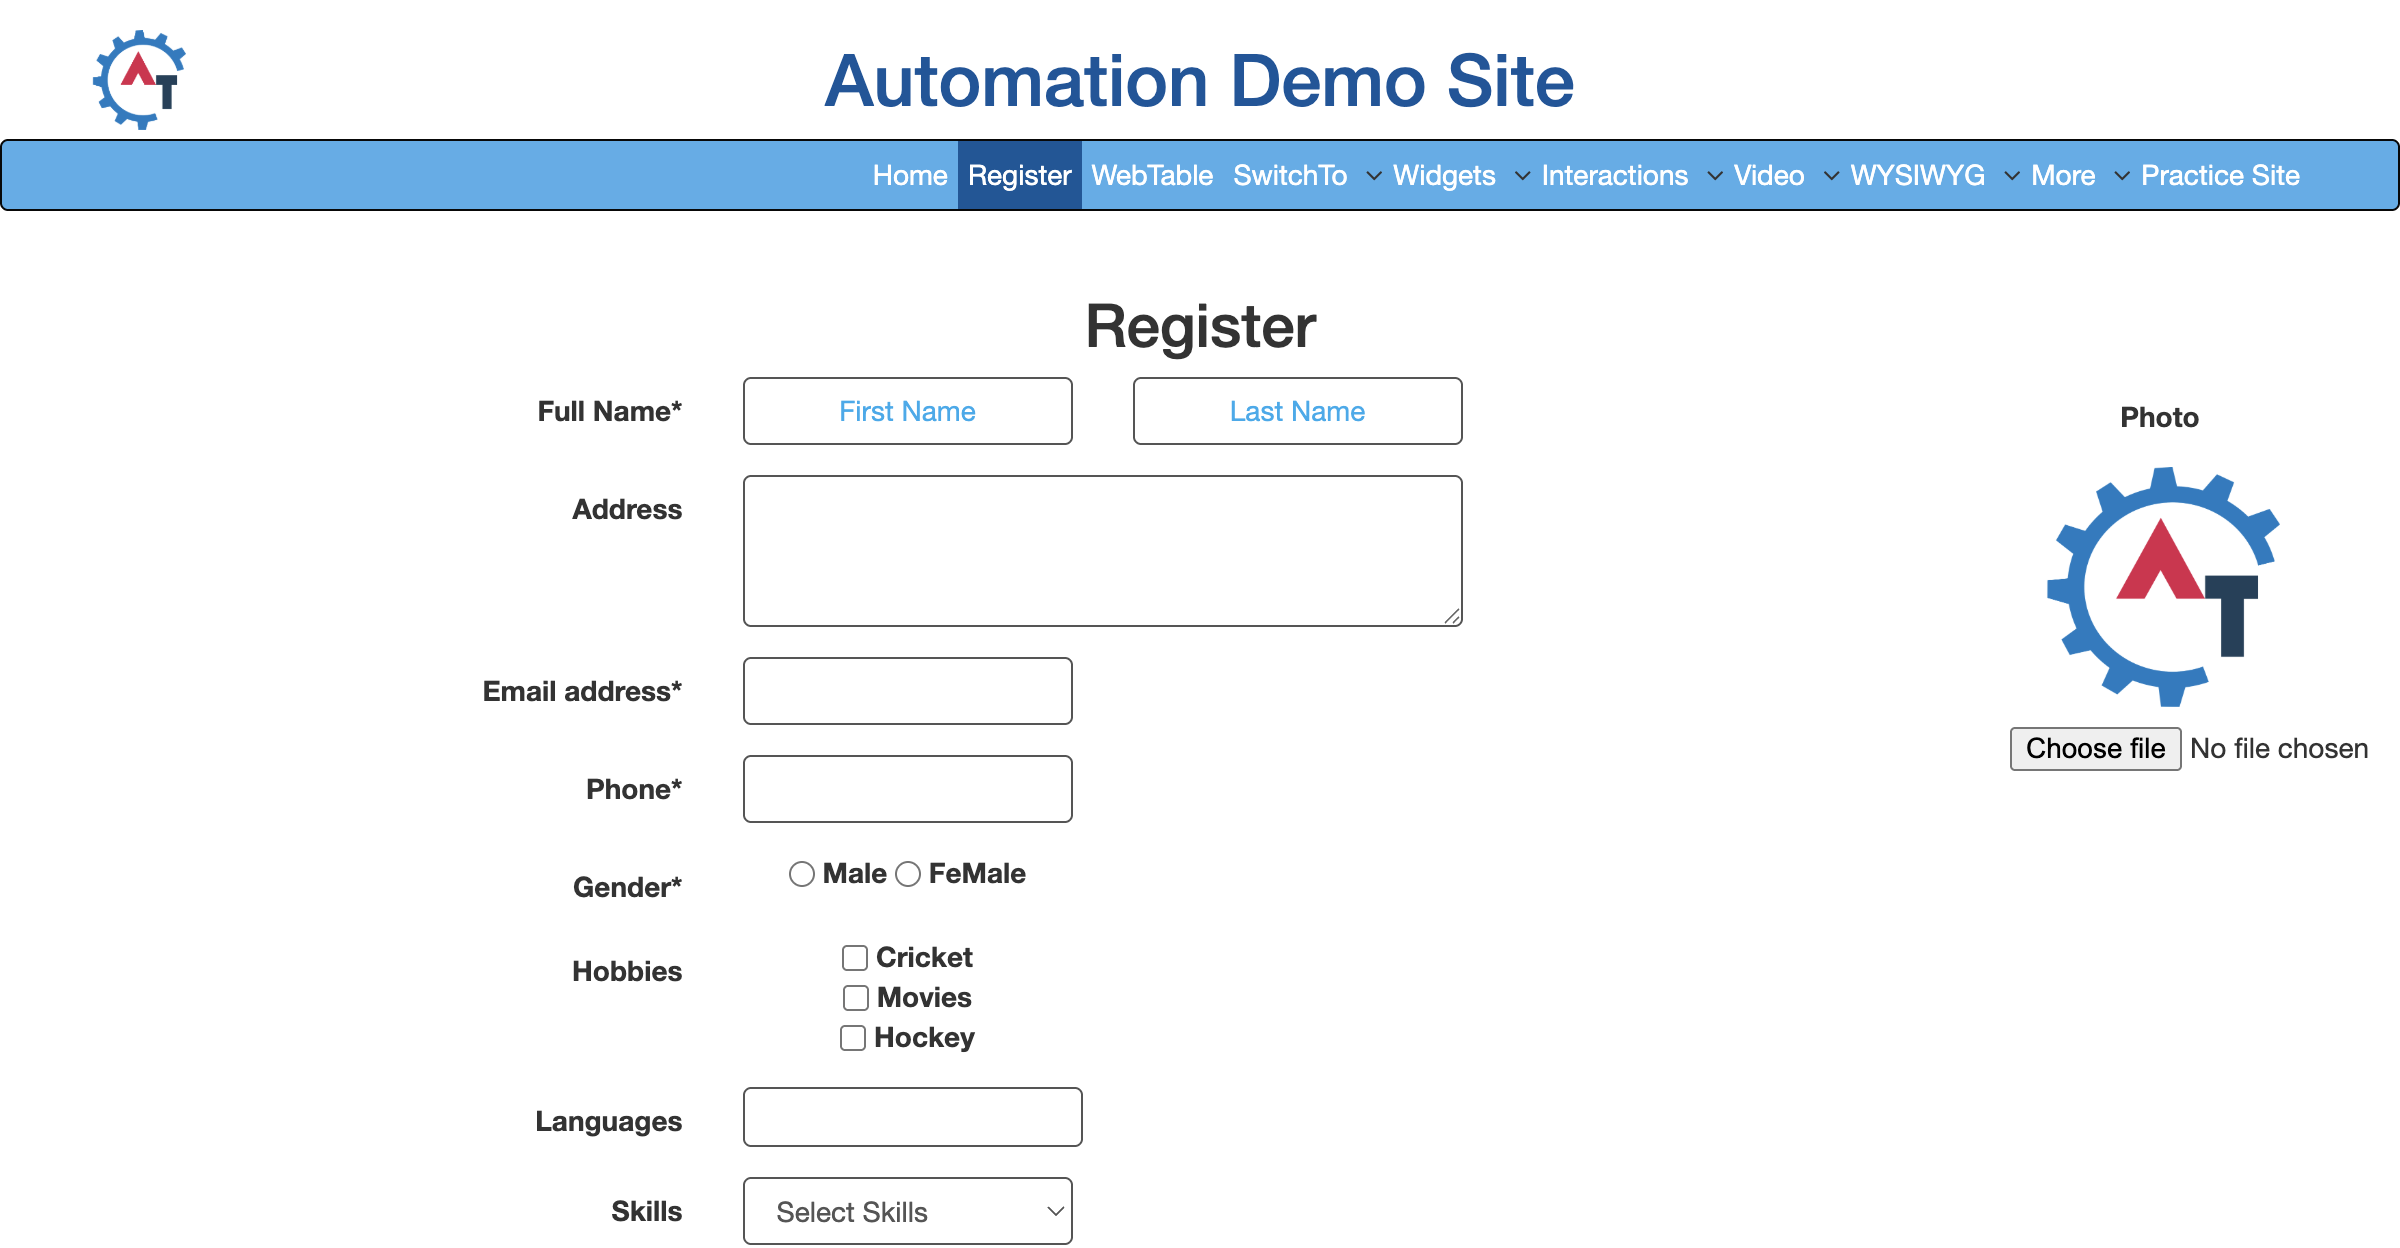 AT
Automation Demo Site
Home Register WebTable SwitchTo Widgets Interactions Video WYSIWYG More Practice Site
Register
Full Name* First Name Last Name
Photo
Address
AT
Email address*
Choose file No file chosen
Phone*
Gender* Male FeMale
Hobbies Cricket
Movies
Hockey
Languages
Skills Select Skills